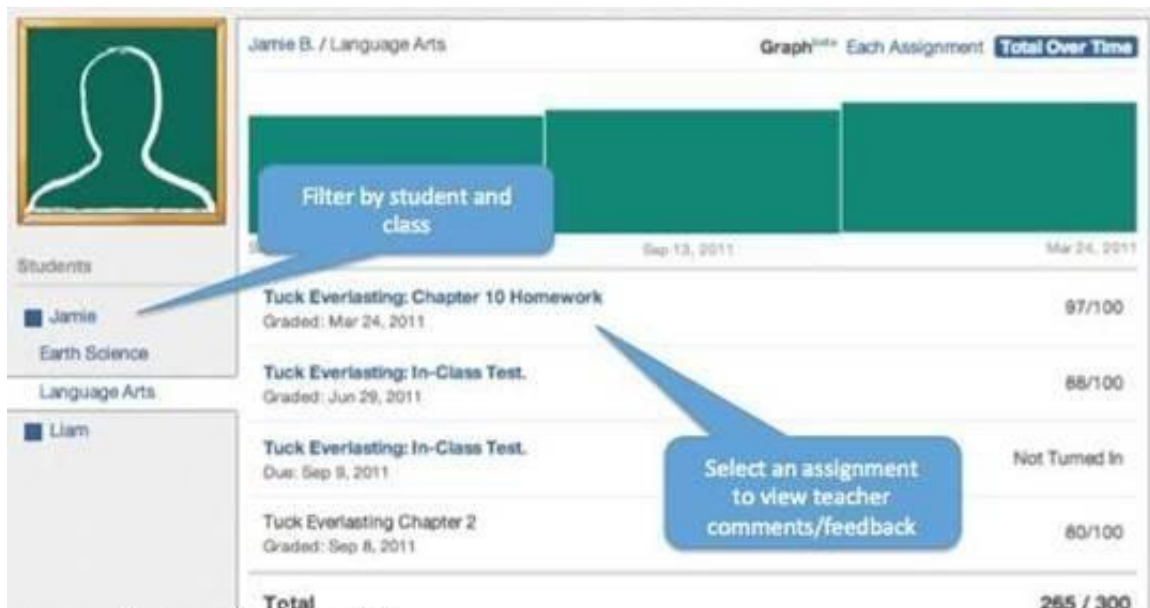 Jamie B. / Language Arts
Graph beta Each Assignment Total Over Time
Filter by student and
class
Sep 13, 2011
Mar 24, 2011
Students
Jamie
Earth Science
Language Arts
Liam
Tuck Everlasting: Chapter 10 Homework
Graded: Mar 24, 2011
97/100
Tuck Everlasting: In-Class Test.
Graded: Jun 29, 2011
88/100
Tuck Everlasting: In-Class Test.
Due: Sep 9, 2011
Not Turned In
Select an assignment
to view teacher
comments/feedback
Tuck Everlasting Chapter 2
Graded: Sep 8, 2011
80/100
Total
265 / 300